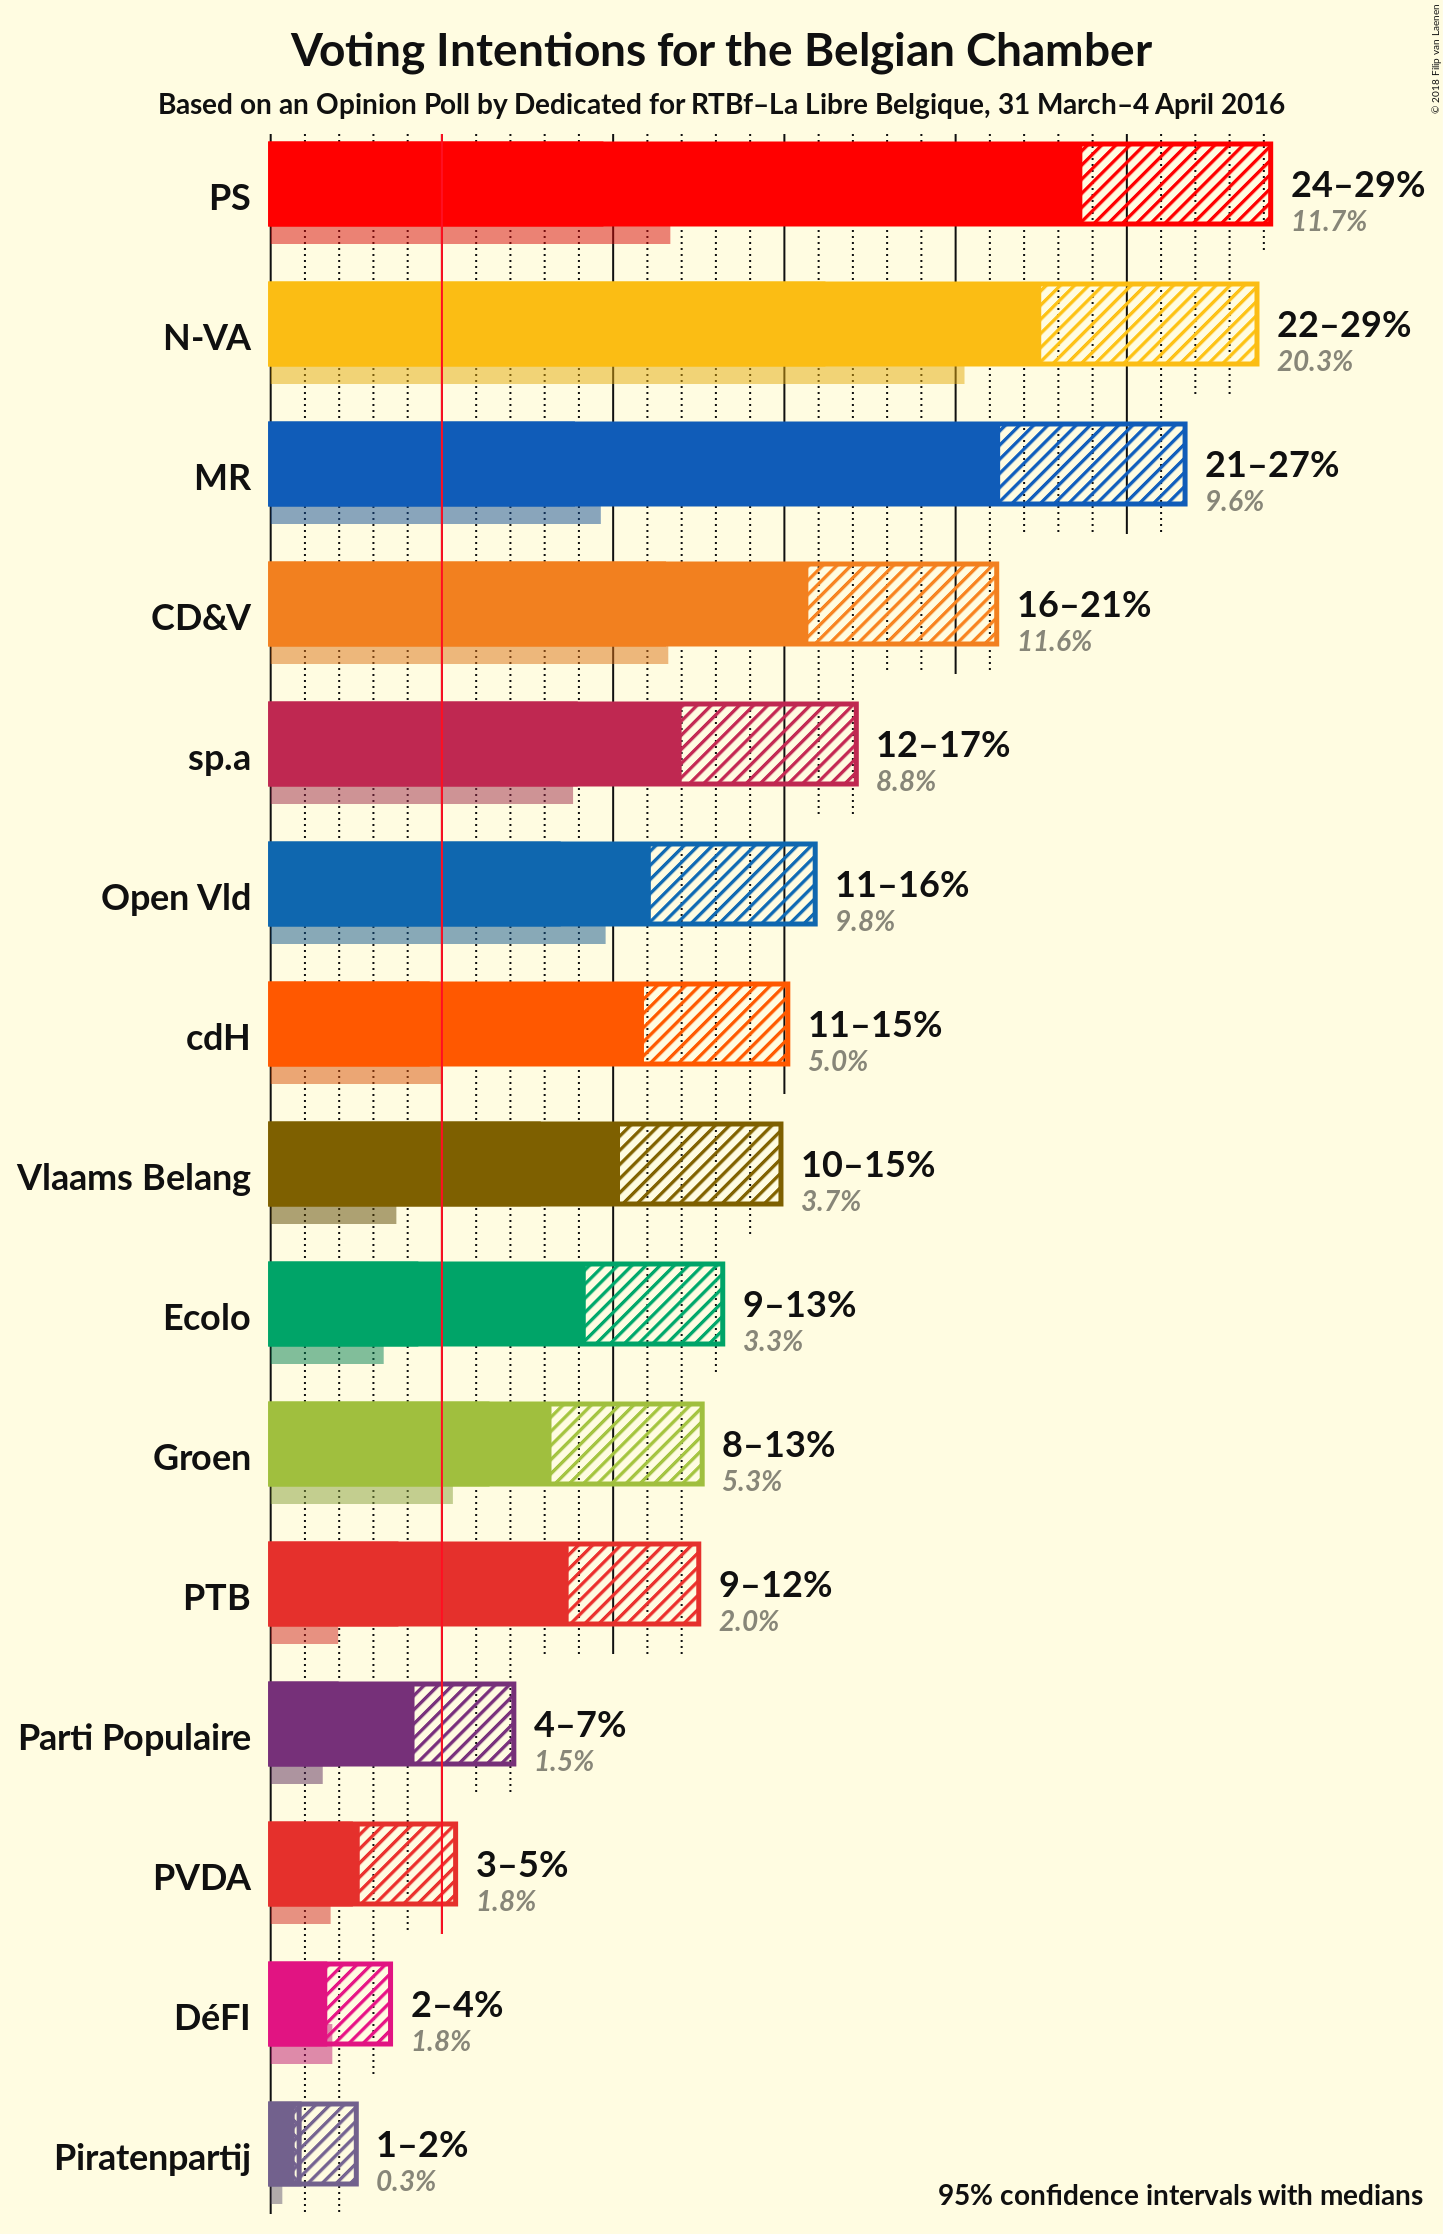 Voting Intentions for the Belgian Chamber
Based on an Opinion Poll by Dedicated for RTBf–La Libre Belgique, 31 March–4 April 2016
© 2018 Filip van Laenen
PS
24–29%
11.7%
N-VA
22–29%
20.3%
MR
21–27%
9.6%
CD&V
16–21%
11.6%
sp.a
12–17%
8.8%
Open Vld
11–16%
9.8%
cdH
11–15%
5.0%
Vlaams Belang
10–15%
3.7%
Ecolo
9–13%
3.3%
Groen
8–13%
5.3%
PTB
9–12%
2.0%
Parti Populaire
4–7%
1.5%
PVDA
3–5%
1.8%
DéFI
2–4%
1.8%
Piratenpartij
1–2%
0.3%
95% confidence intervals with medians